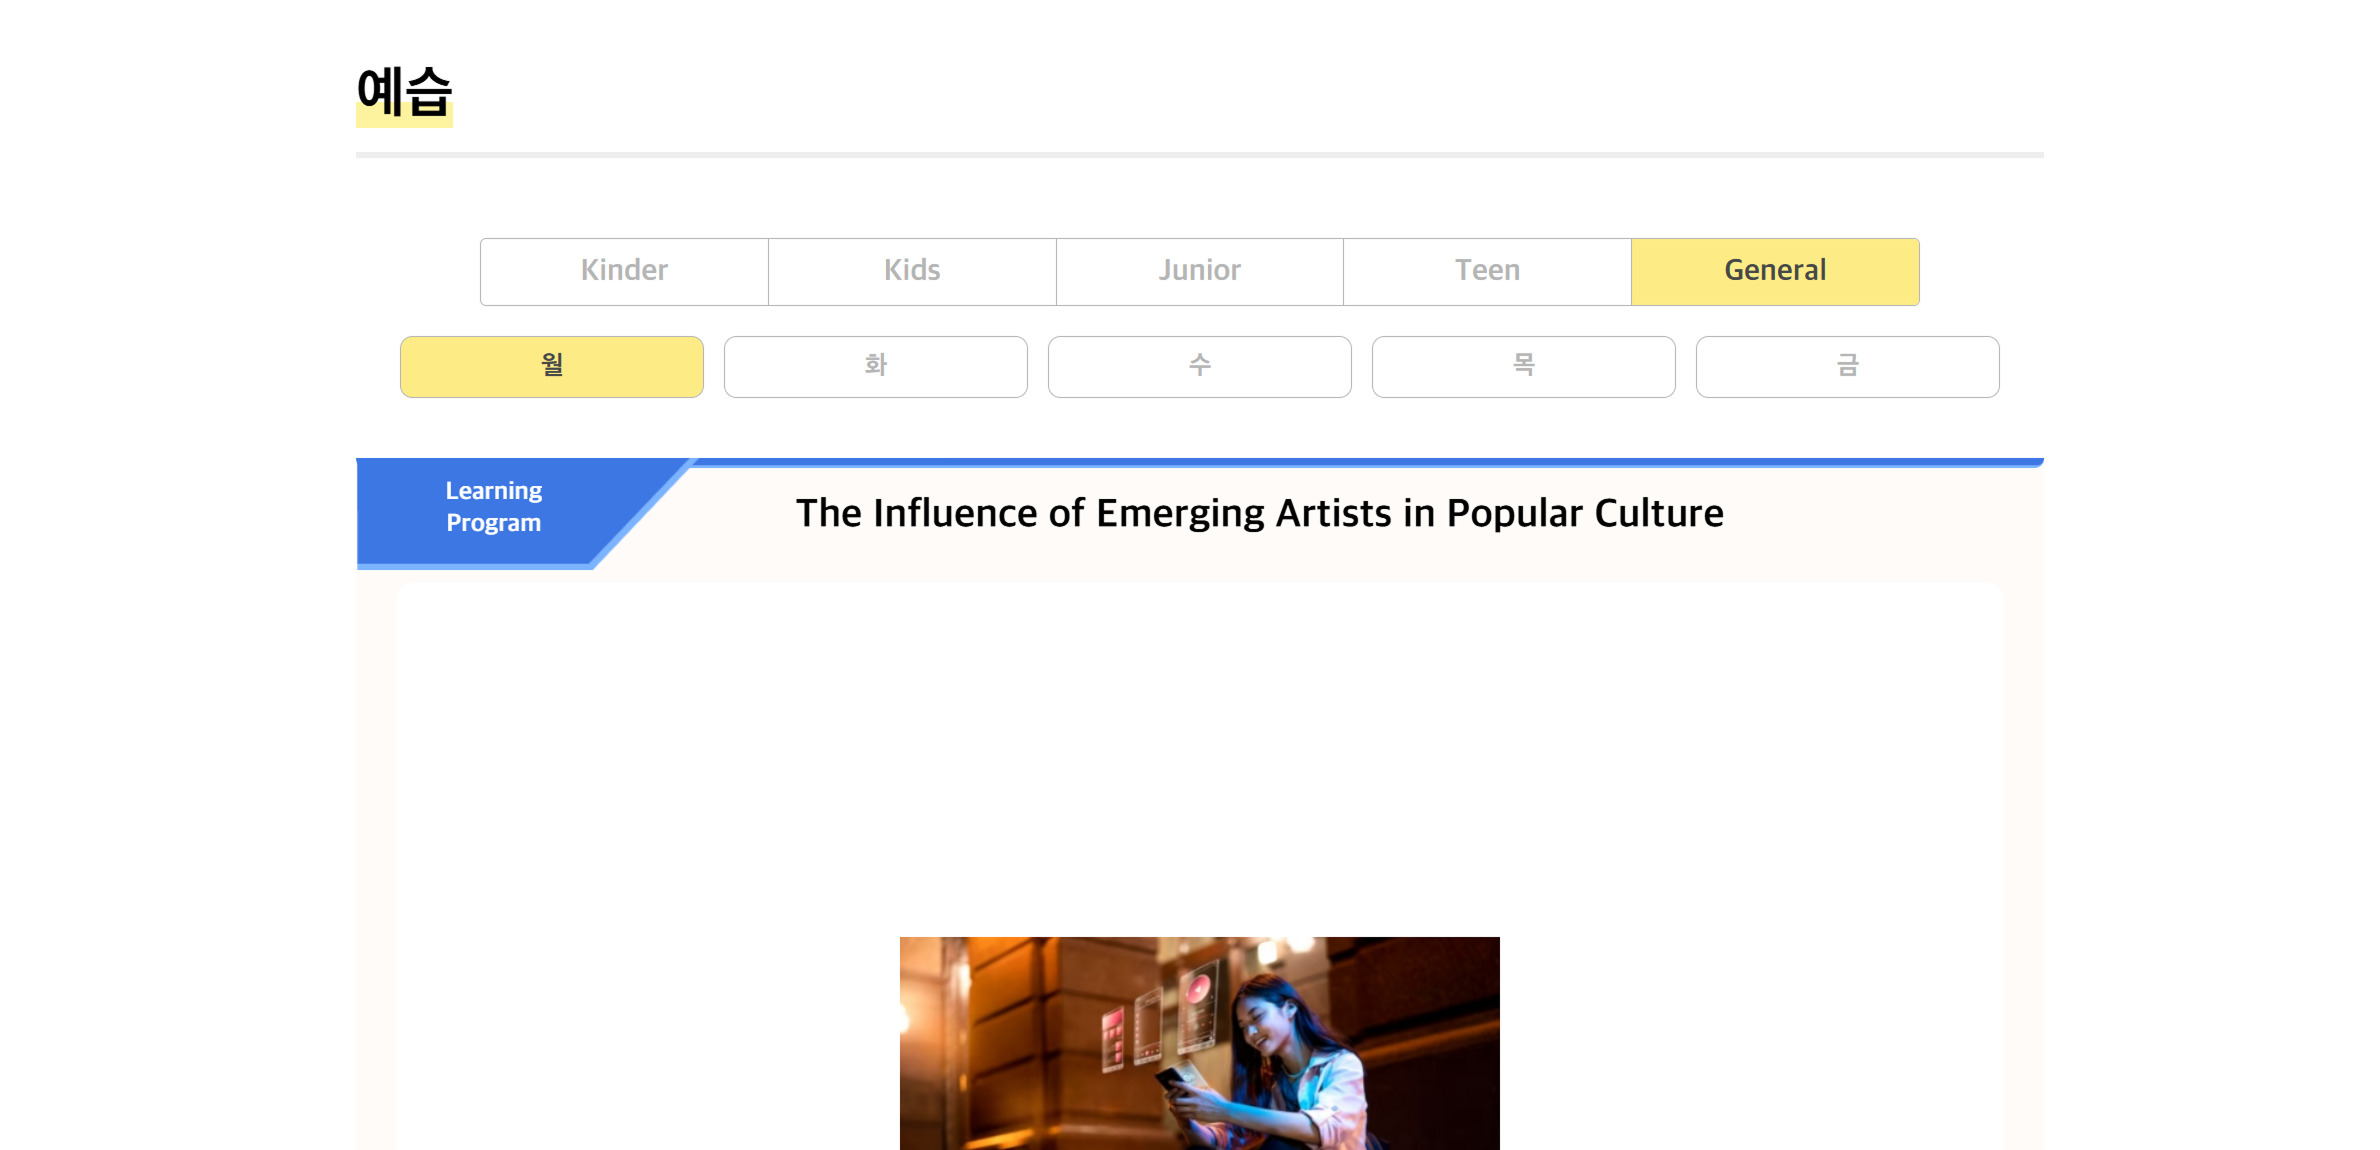 예습
Kinder Kids Junior Teen General
월 화 수 목 금
Learning
Program
The Influence of Emerging Artists in Popular Culture